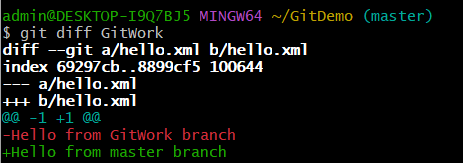 admin@DESKTOP-I9Q7BJ5 MINGW64 ~/GitDemo (master)
$ git diff GitWork
diff --git a/hello.xml b/hello.xml
index 69297cb..8899cf5 100644
--- a/hello.xml
+++ b/hello.xml
@@ -1 +1 @@
-Hello from GitWork branch
+Hello from master branch